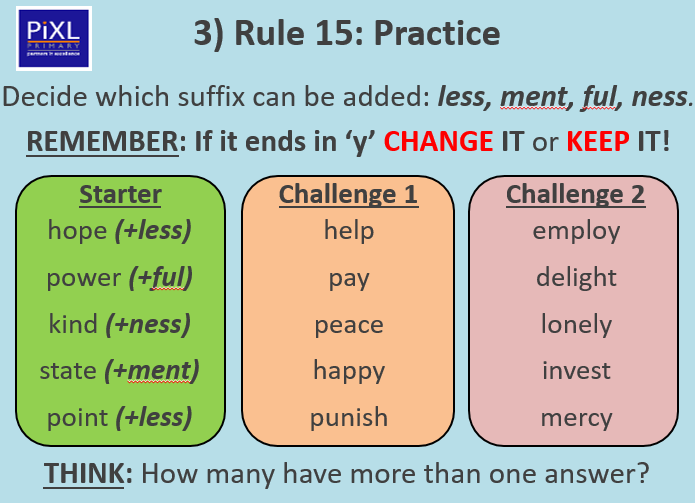 PiXL
PRIMARY
partners in excellence
3) Rule 15: Practice
Decide which suffix can be added: less, ment, ful, ness.
REMEMBER: If it ends in ‘y’ CHANGE IT or KEEP IT!
Starter
hope (+less)
power (+ful)
kind (+ness)
state (+ment)
point (+less)
Challenge 1
help
pay
peace
happy
punish
Challenge 2
employ
delight
lonely
invest
mercy
THINK: How many have more than one answer?